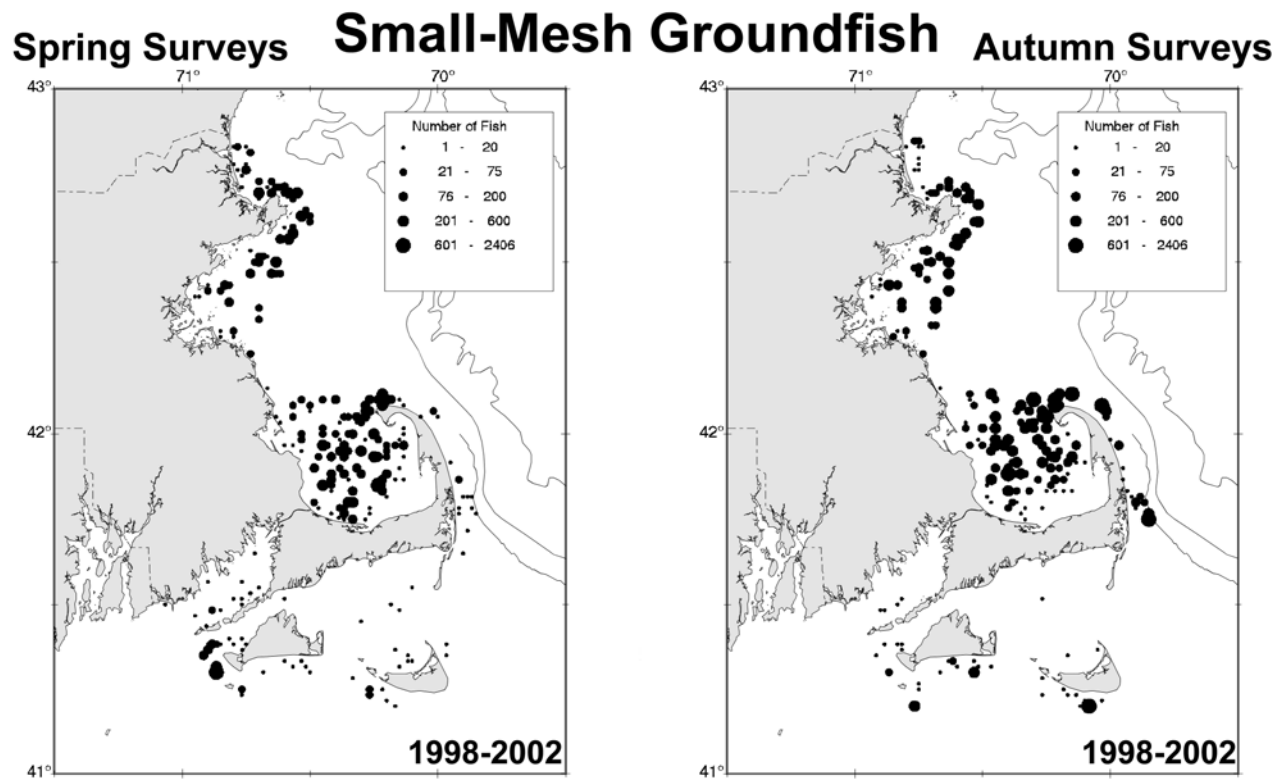 Small-Mesh Groundfish
Spring Surveys
Autumn Surveys
71°
70°
43°
Number of Fish
1 - 20
21 - 75
76 - 200
201 - 600
601 - 2406
42°
41°
1998-2002
71°
70°
43°
Number of Fish
1 - 20
21 - 75
76 - 200
201 - 600
601 - 2406
42°
41°
1998-2002